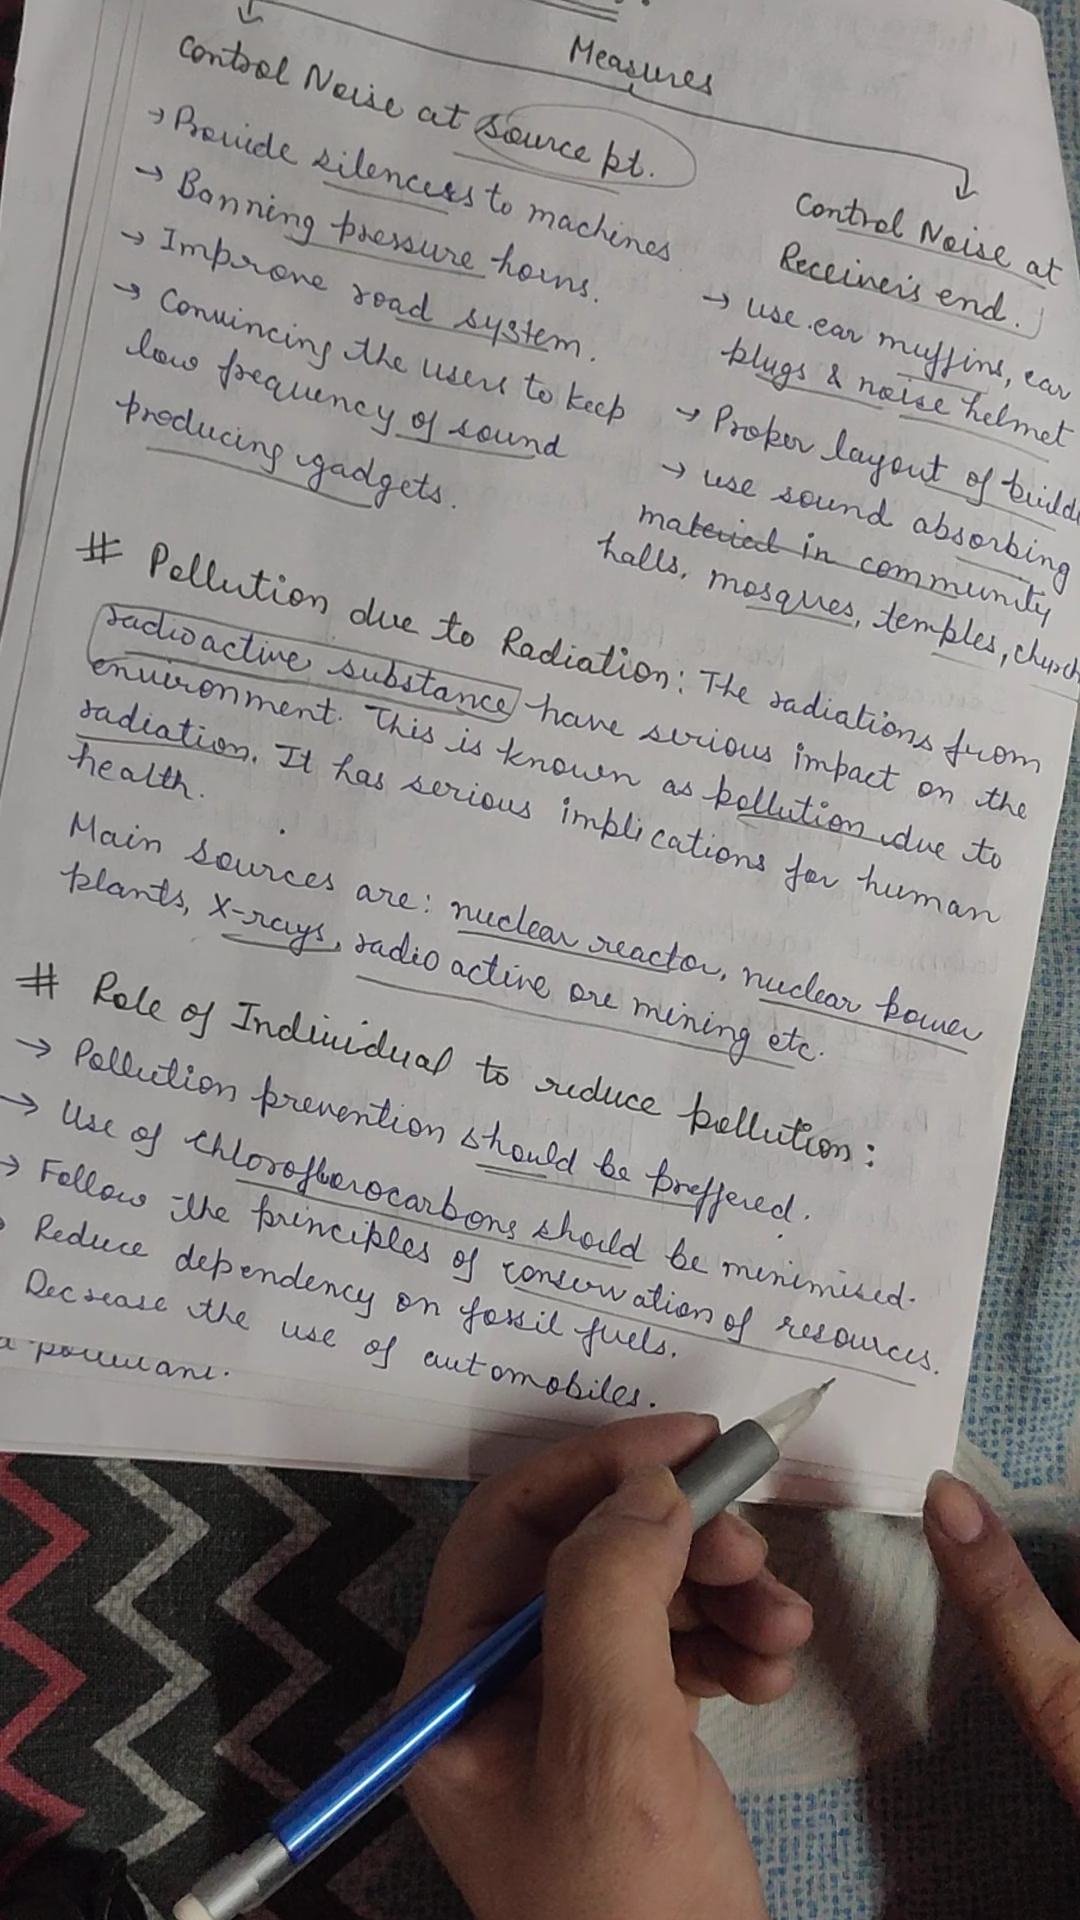 Measures
Control Noise at source pt.
→ Provide silencers to machines
→ Banning pressure horns.
→ Improve road system.
→ Convincing the users to keep
low frequency of sound
producing gadgets.
Control Noise at
Receiver's end.
→ use ear muffins, ear
plugs & noise helmet
→ Proper layout of build
→ use sound absorbing
material in community
halls, mosques, temples, church
# Pollution due to Radiation: The radiations from
radioactive substance have serious impact on the
environment. This is known as pollution due to
radiation. It has serious implications for human
health.
Main sources are: nuclear reactor, nuclear power
plants, X-rays, radio active ore mining etc.
# Role of Individual to reduce pollution:
→ Pollution prevention should be preffered.
→ Use of chlorofluorocarbons should be minimised.
→ Follow the principles of conservation of resources.
Reduce dependency on fossil fuels.
Decrease the use of automobiles.